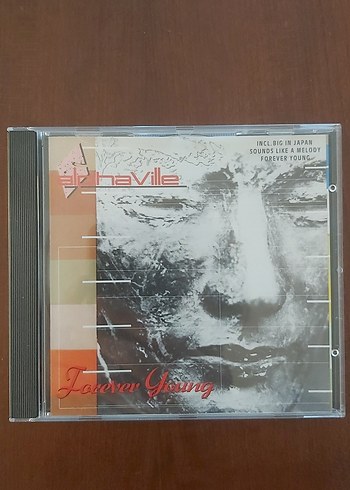 INCL. BIG IN JAPAN
SOUNDS LIKE A MELODY
FOREVER YOUNG
alphaville
Forever Young